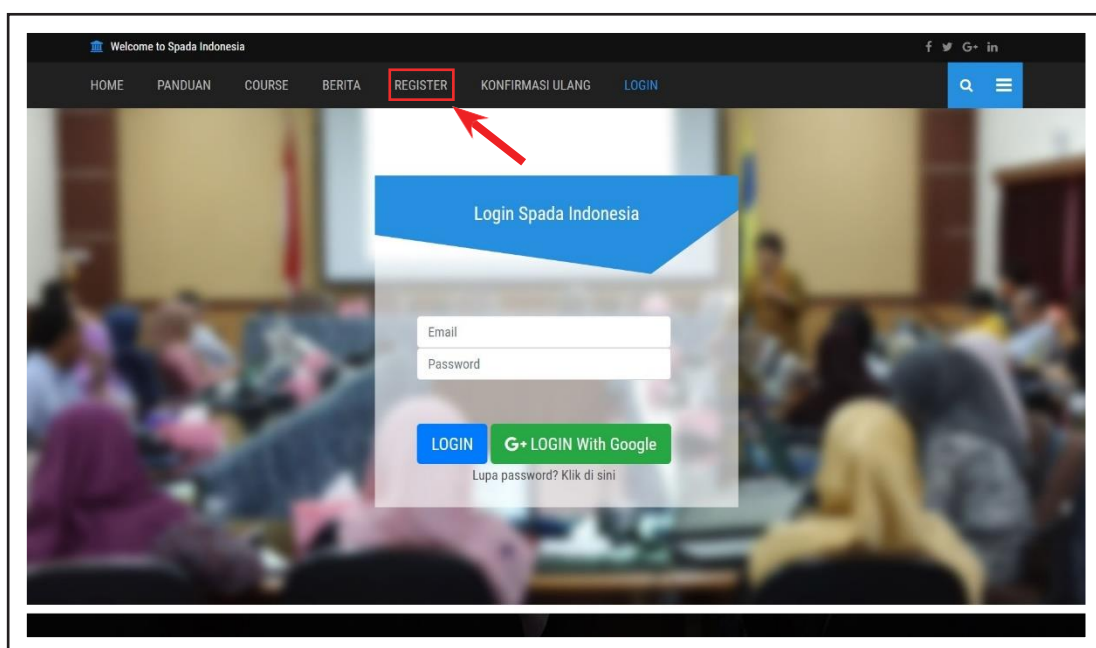 Welcome to Spada Indonesia
f G+ in
HOME PANDUAN COURSE BERITA REGISTER KONFIRMASI ULANG LOGIN
Login Spada Indonesia
Email
Password
LOGIN G+ LOGIN With Google
Lupa password? Klik di sini